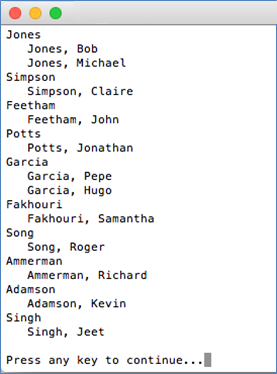 Jones
Jones, Bob
Jones, Michael
Simpson
Simpson, Claire
Feetham
Feetham, John
Potts
Potts, Jonathan
Garcia
Garcia, Pepe
Garcia, Hugo
Fakhouri
Fakhouri, Samantha
Song
Song, Roger
Ammerman
Ammerman, Richard
Adamson
Adamson, Kevin
Singh
Singh, Jeet
Press any key to continue...